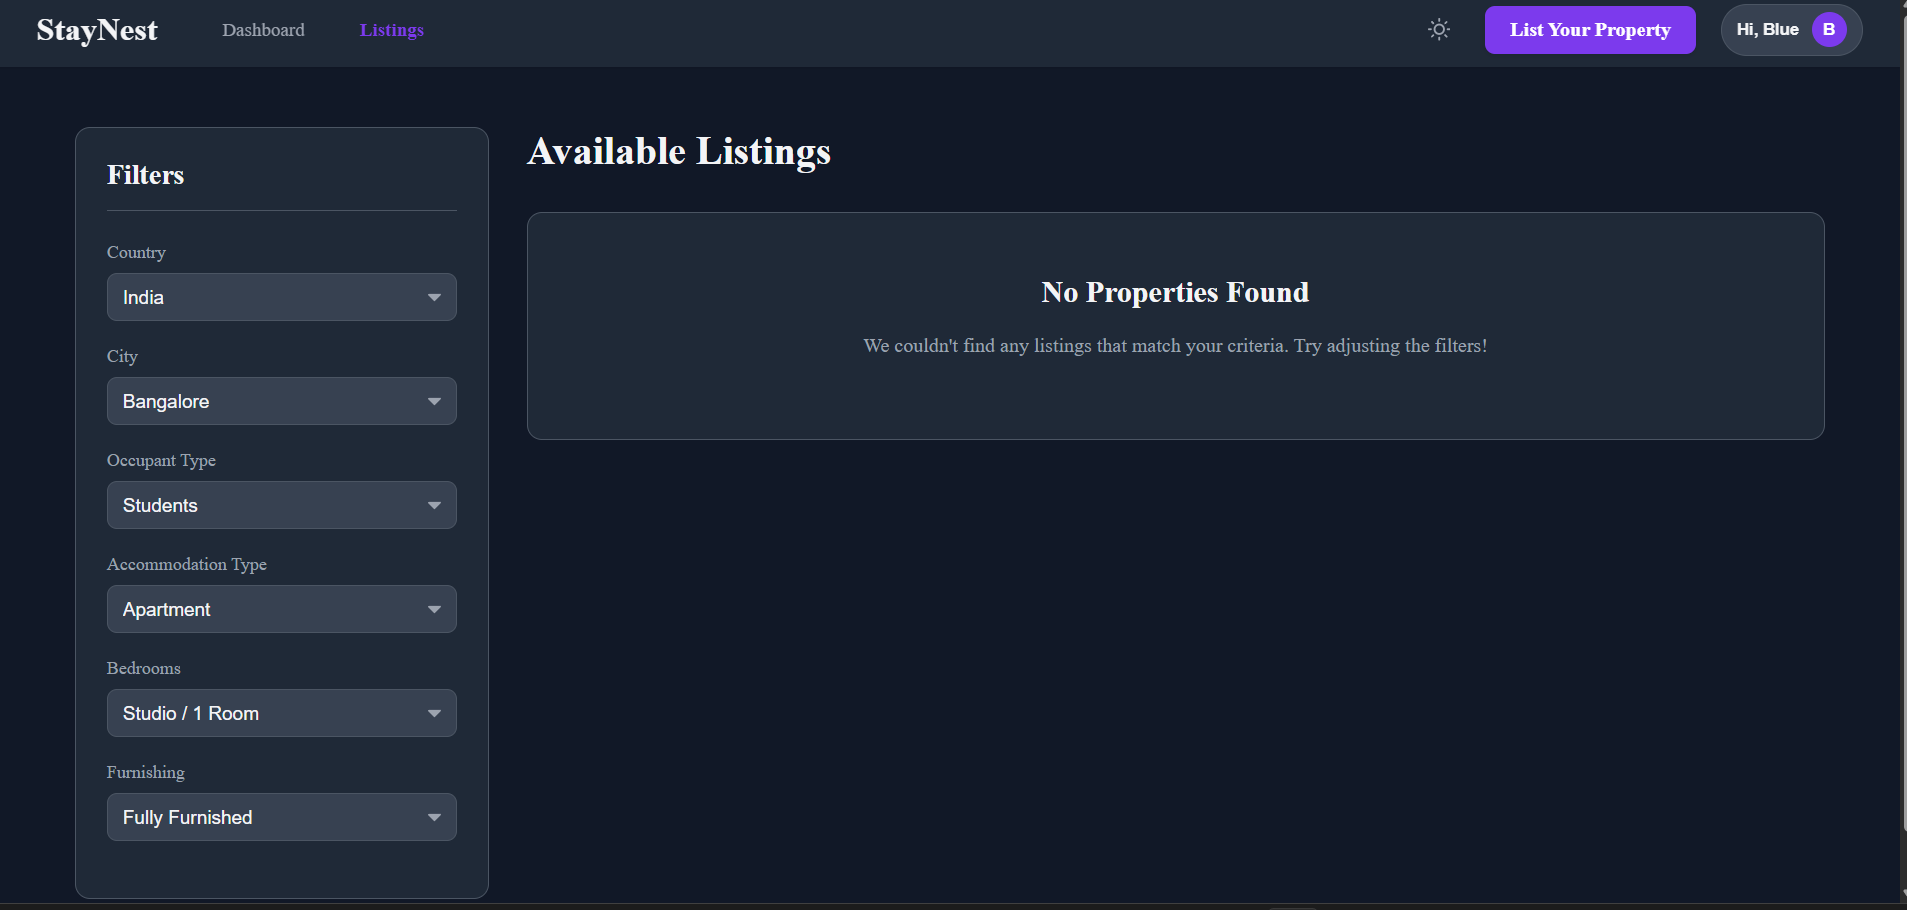 StayNest
Dashboard
Listings
List Your Property
Hi, Blue
B
Filters
Country
India
City
Bangalore
Occupant Type
Students
Accommodation Type
Apartment
Bedrooms
Studio / 1 Room
Furnishing
Fully Furnished
Available Listings
No Properties Found
We couldn't find any listings that match your criteria. Try adjusting the filters!